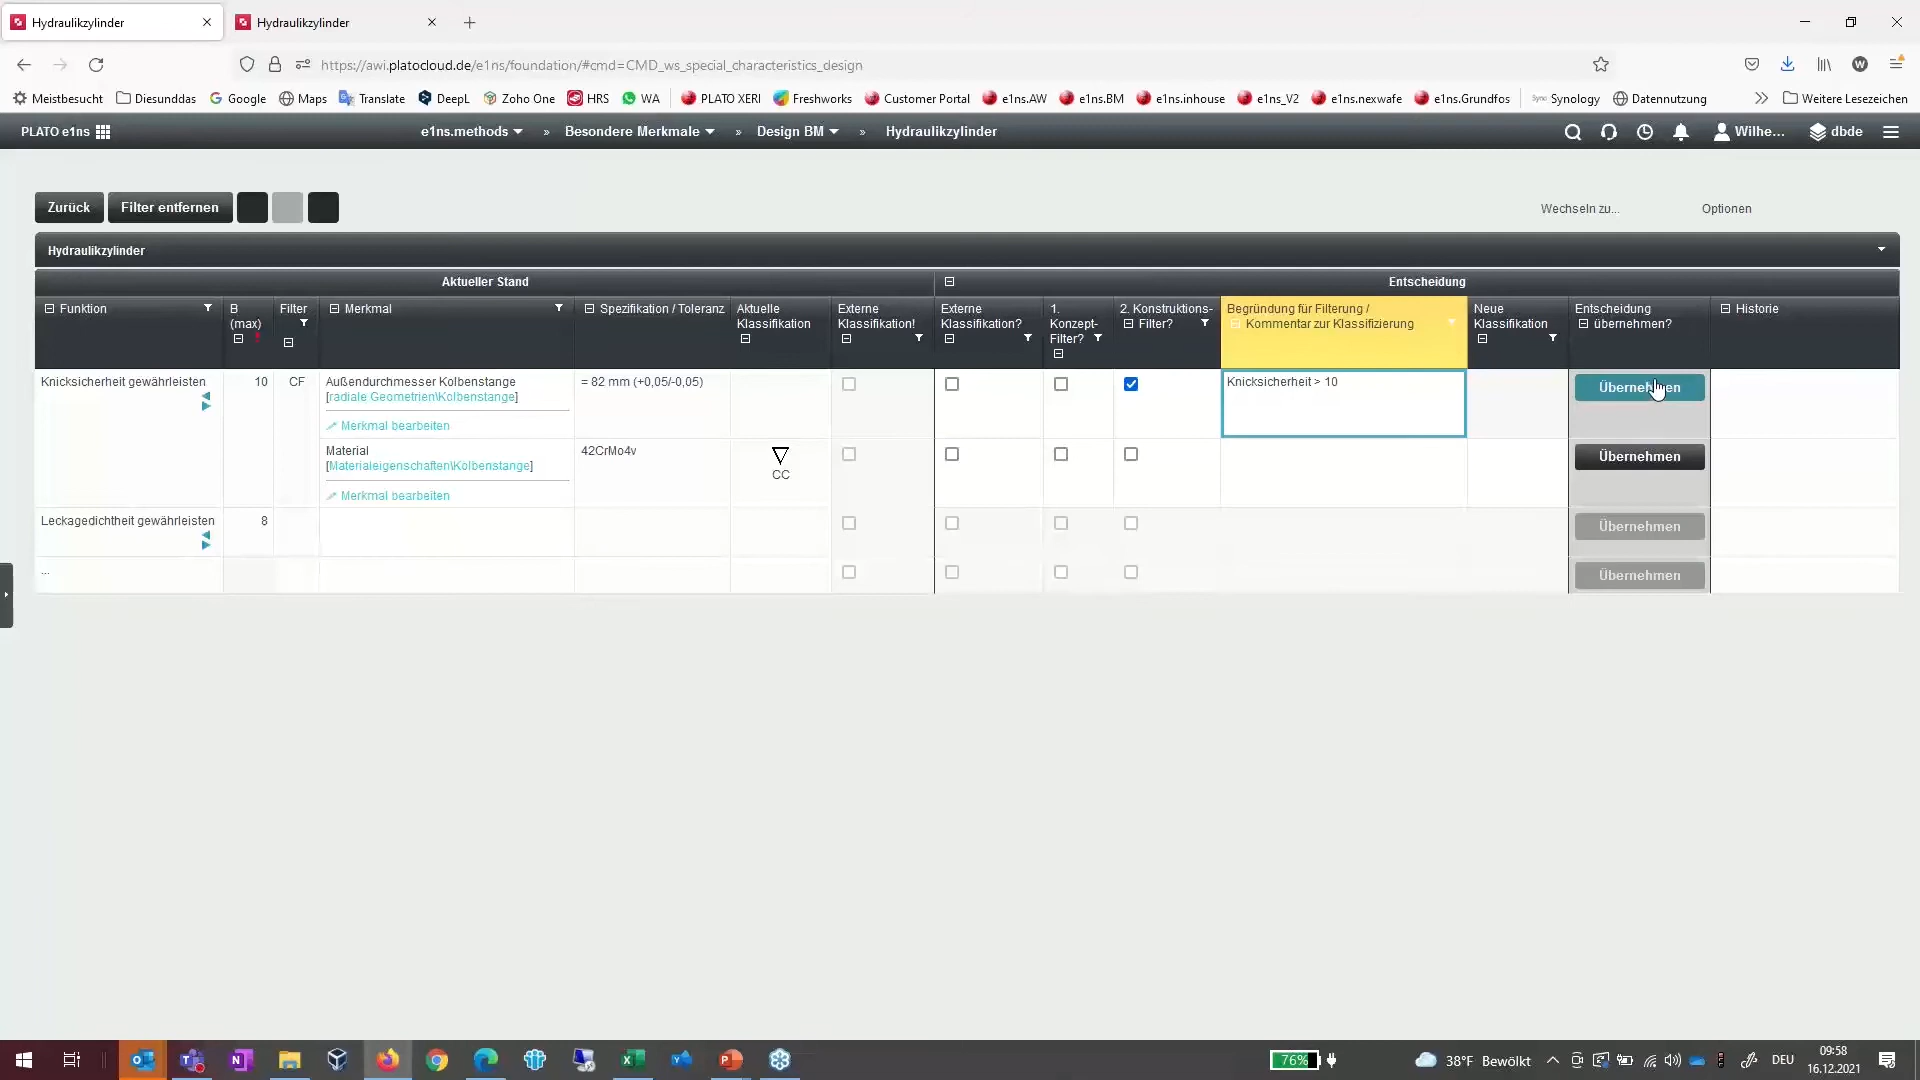 Hydraulikzylinder
Hydraulikzylinder
https://awi.platocloud.de/e1ns/foundation/#cmd=CMD_ws_special_characteristics_design
Meistbesucht Diesunddas Google Maps Translate DeepL Zoho One HRS WA PLATO XERI Freshworks Customer Portal e1ns.AW e1ns.BM e1ns.inhouse e1ns_V2 e1ns.nexwafe e1ns.Grundfos Synology Datennutzung Weitere Lesezeichen
PLATO e1ns e1ns.methods » Besondere Merkmale » Design BM » Hydraulikzylinder Wilhe... dbde
Zurück Filter entfernen Wechseln zu... Optionen
Hydraulikzylinder
Aktueller Stand Entscheidung
Funktion
B
(max)
Filter
Merkmal
Spezifikation / Toleranz
Aktuelle
Klassifikation
Externe
Klassifikation!
Externe
Klassifikation?
1.
Konzept-
Filter?
2. Konstruktions-
Filter?
Begründung für Filterung /
Kommentar zur Klassifizierung
Neue
Klassifikation
Entscheidung
übernehmen?
Historie
Knicksicherheit gewährleisten 10 CF Außendurchmesser Kolbenstange = 82 mm (+0,05/-0,05) Knicksicherheit > 10 Übernehmen
[radiale Geometrien\Kolbenstange]
Merkmal bearbeiten
Material 42CrMo4v Übernehmen
[Materialeigenschaften\Kolbenstange] CC
Merkmal bearbeiten
Leckagedichtheit gewährleisten 8 Übernehmen
... Übernehmen
76% 38°F Bewölkt DEU 09:58
16.12.2021